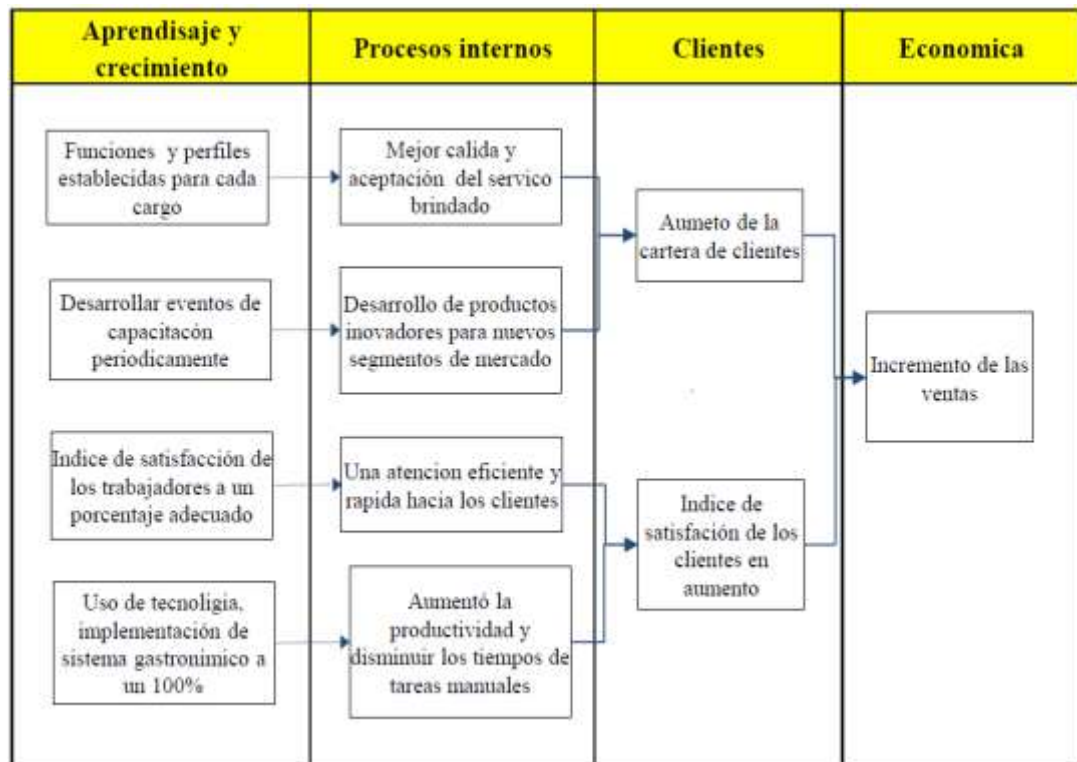 Aprendisaje y
crecimiento
Procesos internos
Clientes
Economica
Funciones y perfiles
establecidas para cada
cargo
Desarrollar eventos de
capacitacón
periodicamente
Indice de satisfacción de
los trabajadores a un
porcentaje adecuado
Uso de tecnoligia,
implementación de
sistema gastronimico a
un 100%
Mejor calida y
aceptación del servico
brindado
Desarrollo de productos
inovadores para nuevos
segmentos de mercado
Una atencion eficiente y
rapida hacia los clientes
Aumentó la
productividad y
disminuir los tiempos de
tareas manuales
Aumeto de la
cartera de clientes
Indice de
satisfación de los
clientes en
aumento
Incremento de las
ventas